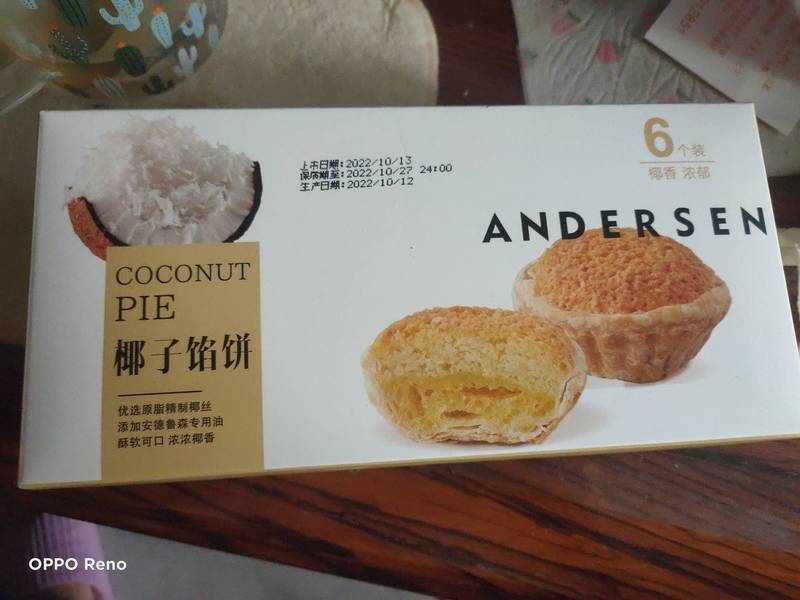 上市日期:2022/10/13
保质期至:2022/10/27 24:00
生产日期:2022/10/12
6个装
椰香 浓郁
ANDERSEN
COCONUT
PIE
椰子馅饼
优选原脂精制椰丝
添加安德鲁森专用油
酥软可口 浓浓椰香
OPPO Reno